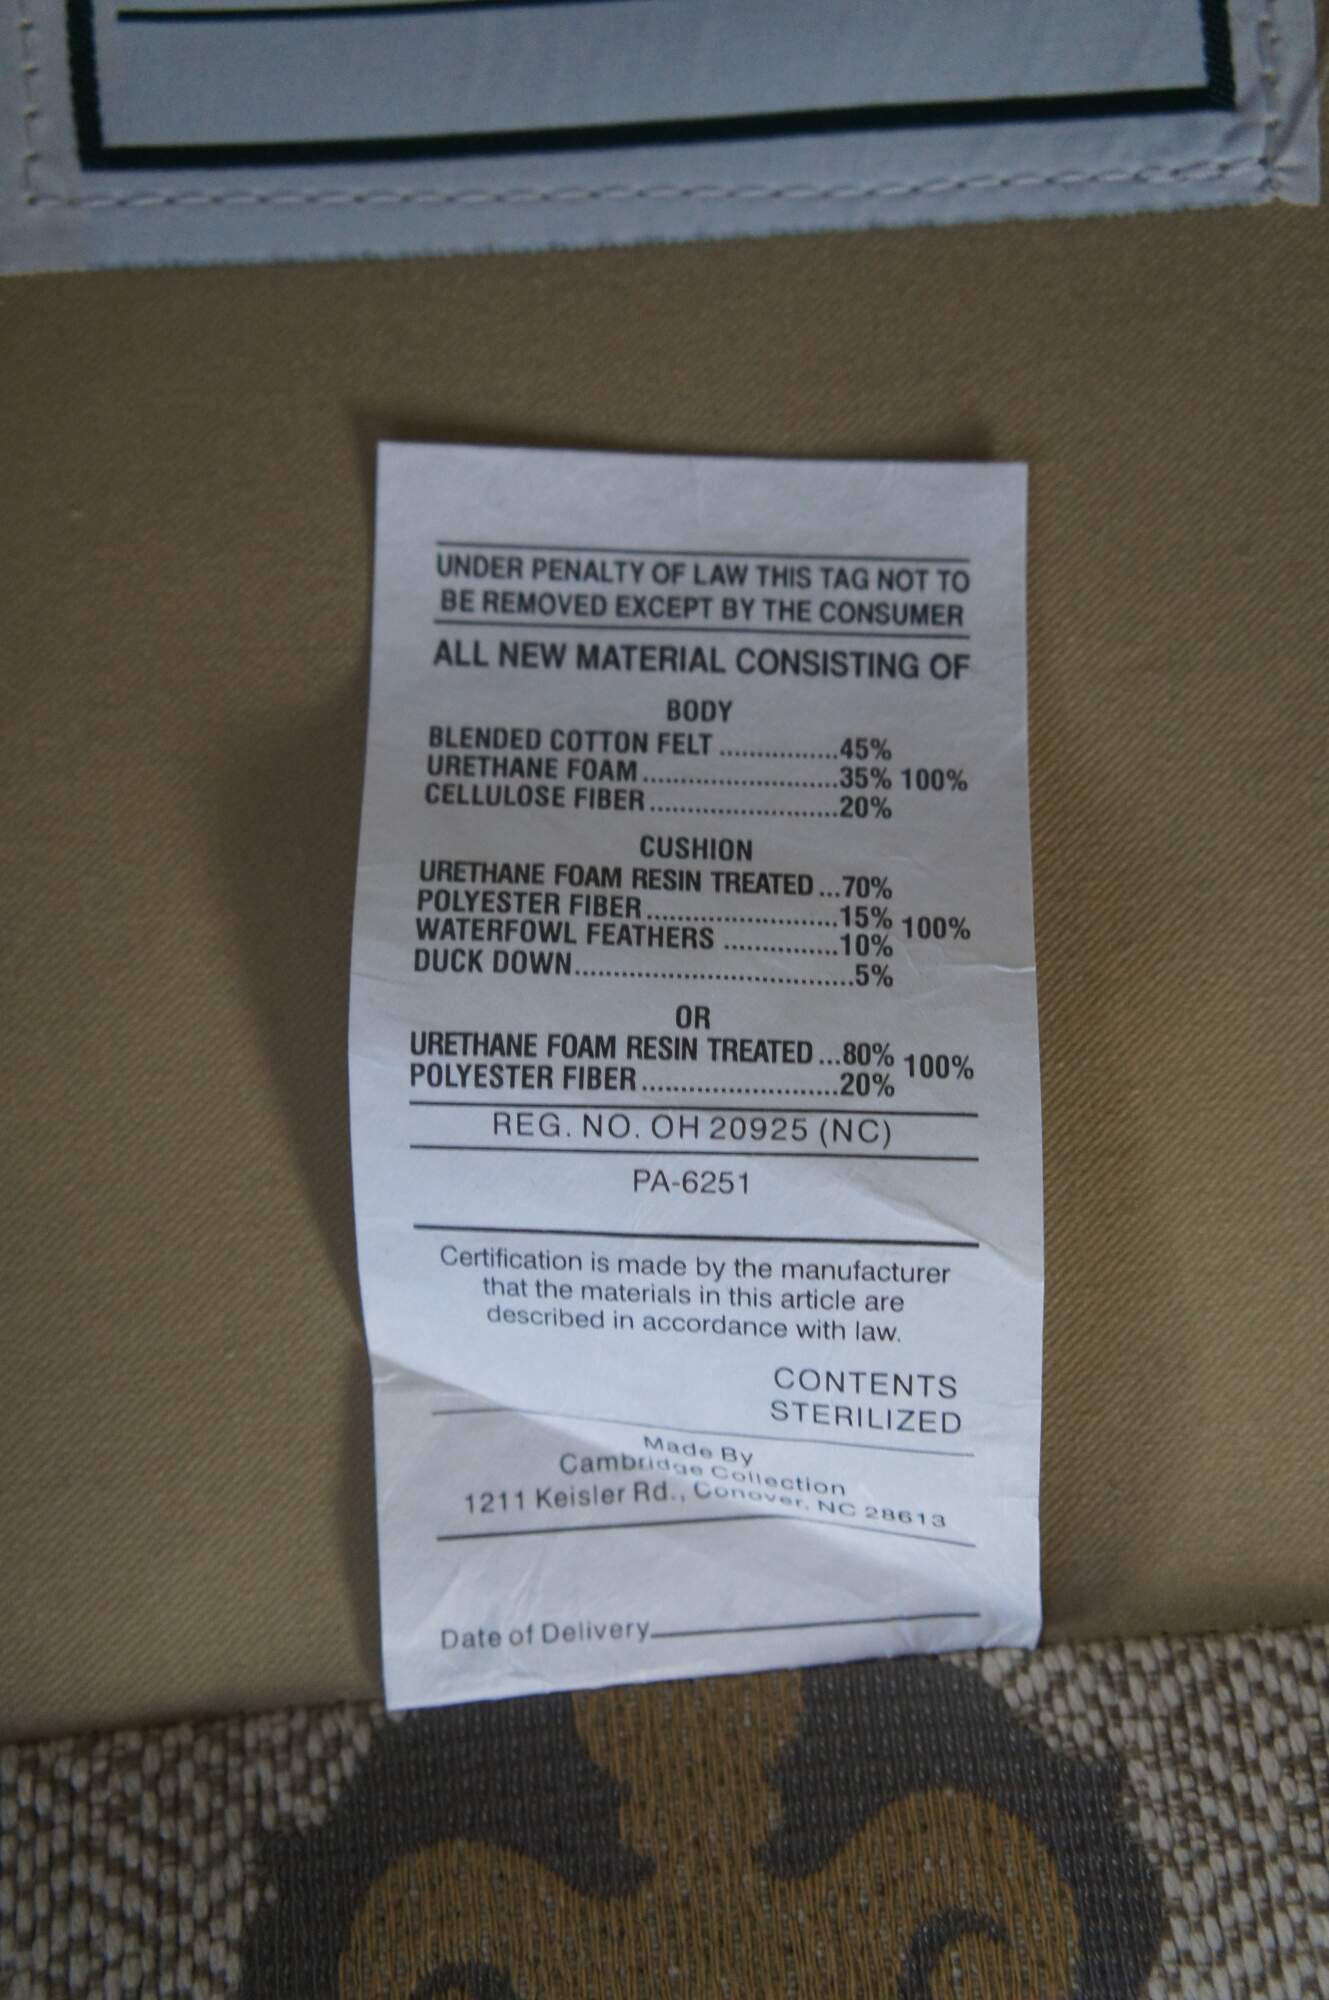 UNDER PENALTY OF LAW THIS TAG NOT TO
BE REMOVED EXCEPT BY THE CONSUMER
ALL NEW MATERIAL CONSISTING OF
BODY
BLENDED COTTON FELT ................45%
URETHANE FOAM..........................35% 100%
CELLULOSE FIBER.........................20%
CUSHION
URETHANE FOAM RESIN TREATED ...70%
POLYESTER FIBER.........................15% 100%
WATERFOWL FEATHERS ...............10%
DUCK DOWN....................................5%
OR
URETHANE FOAM RESIN TREATED ...80% 100%
POLYESTER FIBER..........................20%
REG. NO. OH 20925 (NC)
PA-6251
Certification is made by the manufacturer
that the materials in this article are
described in accordance with law.
CONTENTS
STERILIZED
Made By
Cambridge Collection
1211 Keisler Rd., Conover, NC 28613
Date of Delivery